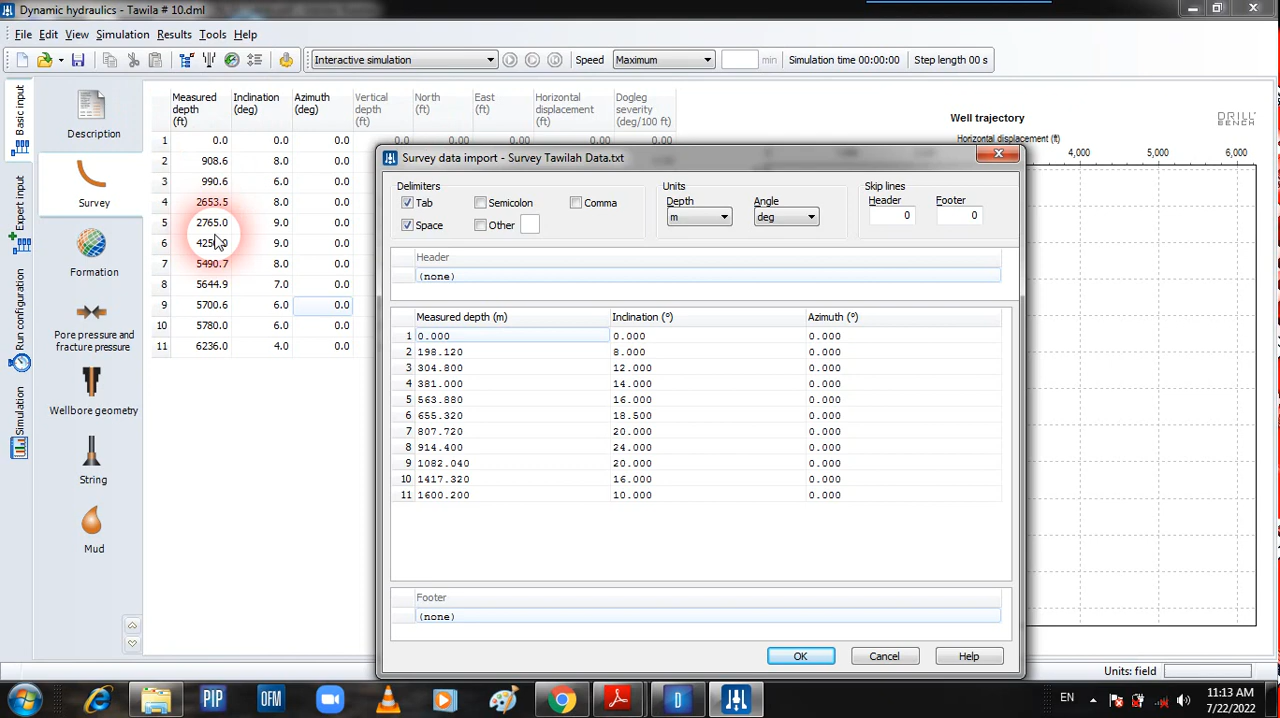 Dynamic hydraulics - Tawila # 10.dml
File Edit View Simulation Results Tools Help
Interactive simulation Speed Maximum min Simulation time 00:00:00 Step length 00 s
Basic input
Expert input
Run configuration
Simulation
Description
Survey
Formation
Pore pressure and
fracture pressure
Wellbore geometry
String
Mud
Measured Inclination Azimuth Vertical North East Horizontal Dogleg
depth (deg) (deg) depth (ft) (ft) displacement severity
(ft) (ft) (ft) (deg/100 ft)
1 0.0 0.0 0.0 0.0 0.00 0.00 0.00 0.00
2 908.6 8.0 0.0
3 990.6 6.0 0.0
4 2653.5 8.0 0.0
5 2765.0 9.0 0.0
6 9.0 0.0
7 5490.7 8.0 0.0
8 5644.9 7.0 0.0
9 5700.6 6.0 0.0
10 5780.0 6.0 0.0
11 6236.0 4.0 0.0
Well trajectory
DRILL
BENCH
Horizontal displacement (ft)
4,000 5,000 6,000
Survey data import - Survey Tawilah Data.txt
Delimiters
Tab Semicolon Comma
Space Other
Units
Depth Angle
m deg
Skip lines
Header Footer
0 0
Header
(none)
Measured depth (m) Inclination (°) Azimuth (°)
1 0.000 0.000 0.000
2 198.120 8.000 0.000
3 304.800 12.000 0.000
4 381.000 14.000 0.000
5 563.880 16.000 0.000
6 655.320 18.500 0.000
7 807.720 20.000 0.000
8 914.400 24.000 0.000
9 1082.040 20.000 0.000
10 1417.320 16.000 0.000
11 1600.200 10.000 0.000
Footer
(none)
OK Cancel Help
Units: field
PIP OFM D EN 11:13 AM
7/22/2022